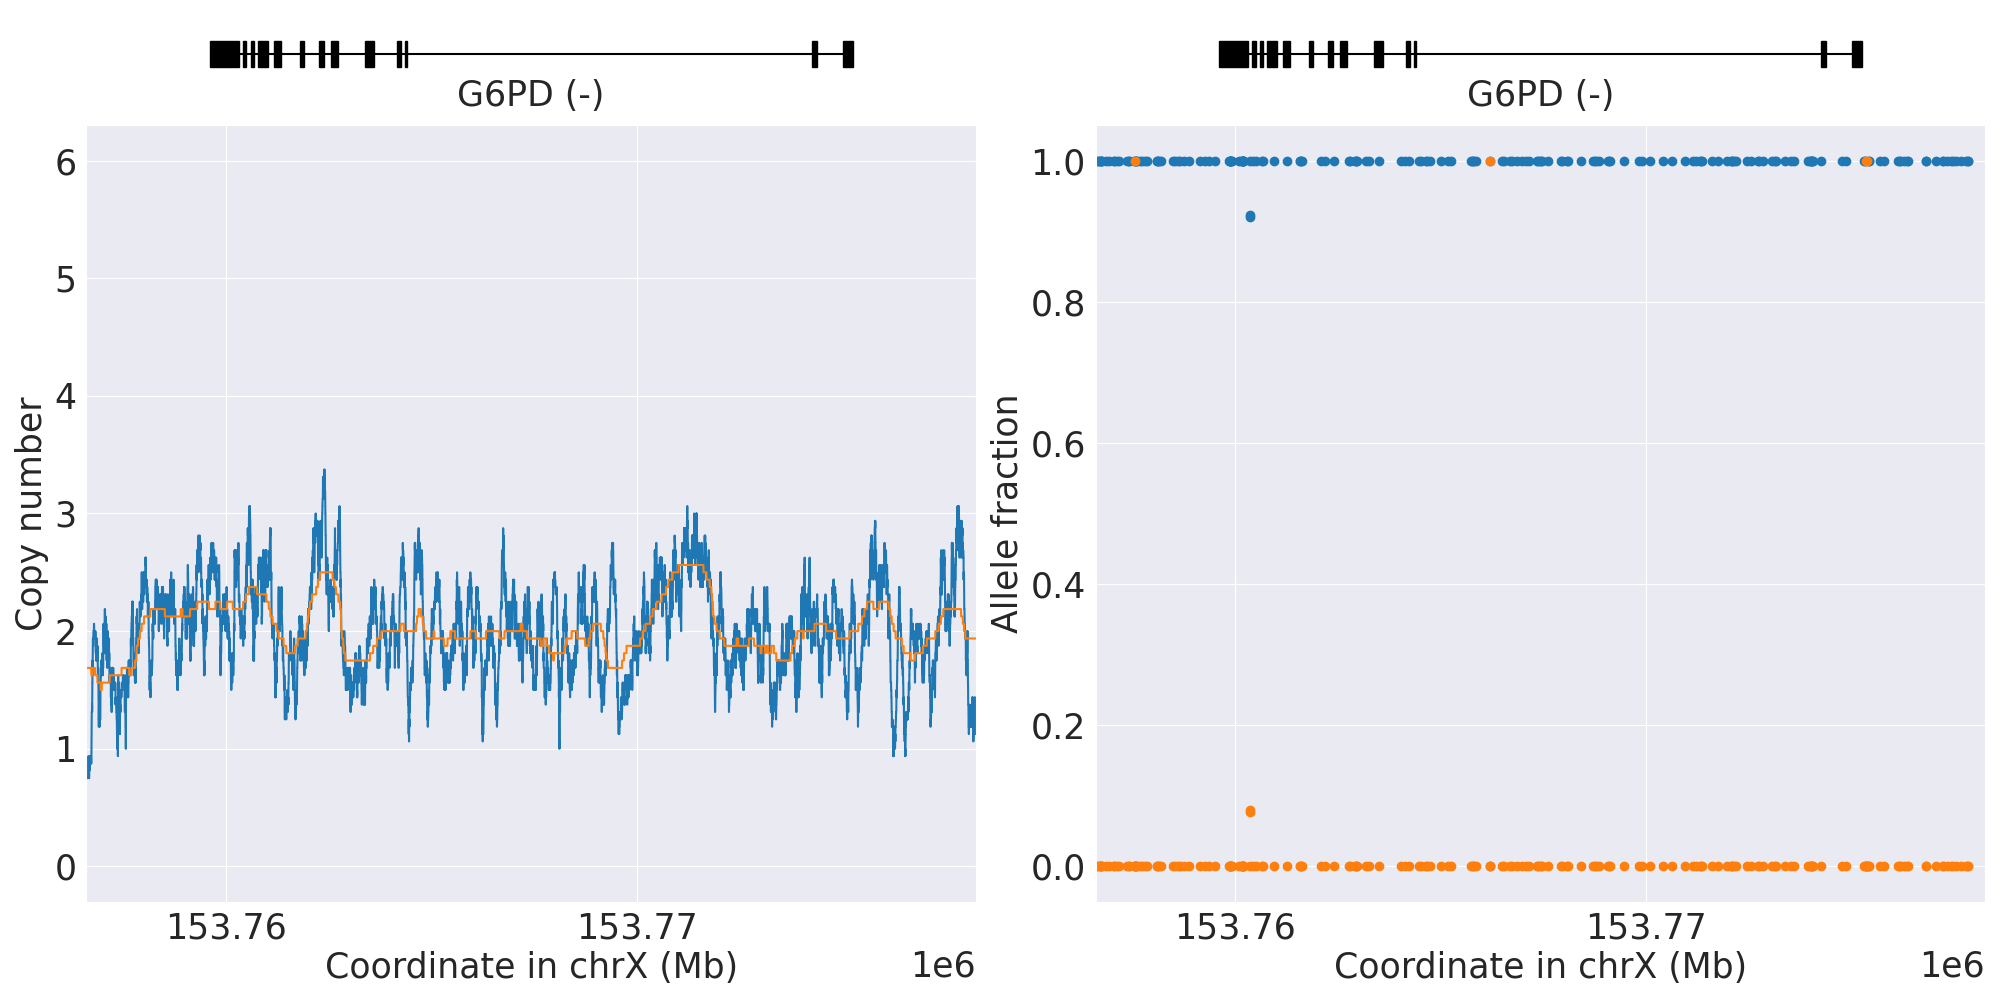 G6PD (-)
G6PD (-)
6
5
4
3
2
1
0
Copy number
153.76
153.77
Coordinate in chrX (Mb)
1e6
1.0
0.8
0.6
0.4
0.2
0.0
Allele fraction
153.76
153.77
Coordinate in chrX (Mb)
1e6